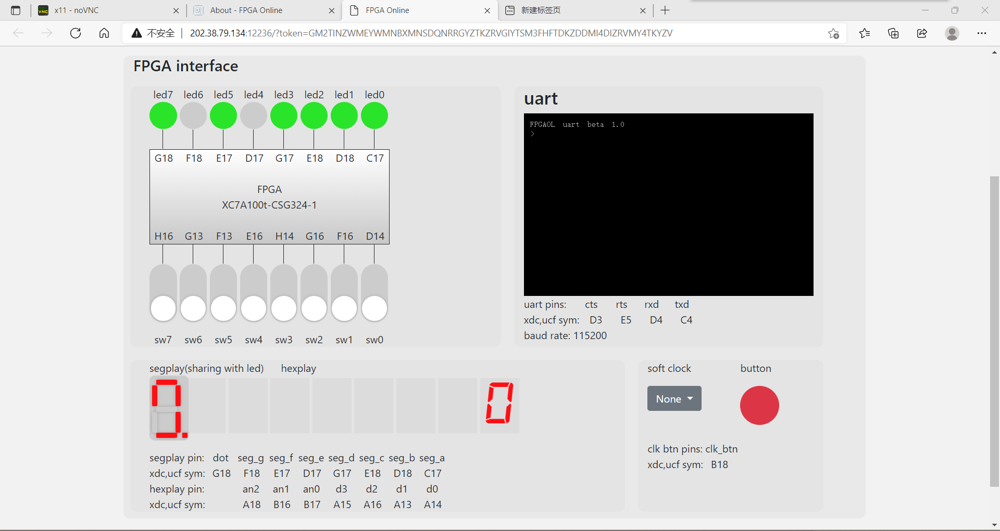 x11 - noVNC
About - FPGA Online
FPGA Online
新建标签页
不安全 | 202.38.79.134:12236/?token=GM2TINZWMEYWMNBXMNSDQNRRGYZTKZRVGIYTSM3FHFTDKZDDMI4DIZRVMY4TKYZV
FPGA interface
led7 led6 led5 led4 led3 led2 led1 led0
G18 F18 E17 D17 G17 E18 D18 C17
FPGA
XC7A100t-CSG324-1
H16 G13 F13 E16 H14 G16 F16 D14
sw7 sw6 sw5 sw4 sw3 sw2 sw1 sw0
uart
FPGAOL uart beta 1.0
>
uart pins: cts rts rxd txd
xdc,ucf sym: D3 E5 D4 C4
baud rate: 115200
segplay(sharing with led) hexplay
0
segplay pin: dot seg_g seg_f seg_e seg_d seg_c seg_b seg_a
xdc,ucf sym: G18 F18 E17 D17 G17 E18 D18 C17
hexplay pin: an2 an1 an0 d3 d2 d1 d0
xdc,ucf sym: A18 B16 B17 A15 A16 A13 A14
soft clock button
None
clk btn pins: clk_btn
xdc,ucf sym: B18